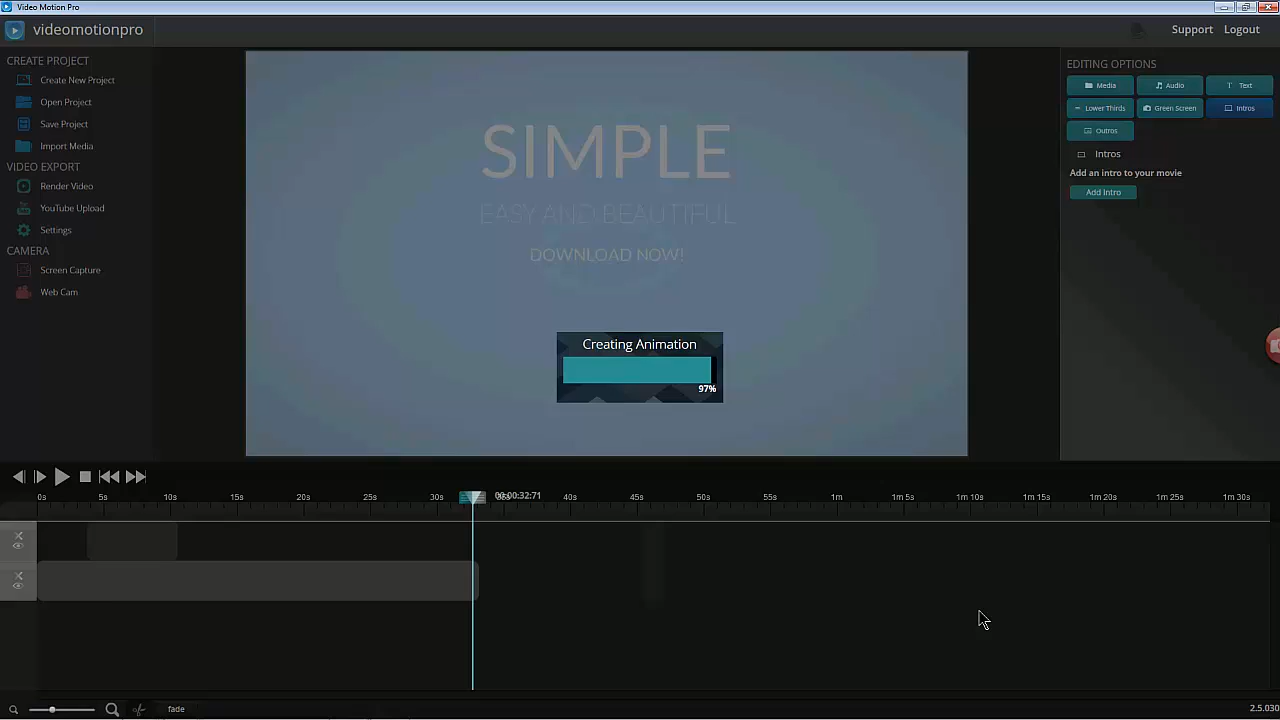 Video Motion Pro
videomotionpro
Support
Logout
CREATE PROJECT
Create New Project
Open Project
Save Project
Import Media
VIDEO EXPORT
Render Video
YouTube Upload
Settings
CAMERA
Screen Capture
Web Cam
SIMPLE
EASY AND BEAUTIFUL
DOWNLOAD NOW!
Creating Animation
97%
EDITING OPTIONS
Media
Audio
Text
Lower Thirds
Green Screen
Intros
Outros
Intros
Add an intro to your movie
Add Intro
0s 5s 10s 15s 20s 25s 30s 00:00:32:71 40s 45s 50s 55s 1m 1m 5s 1m 10s 1m 15s 1m 20s 1m 25s 1m 30s
fade
2.5.030